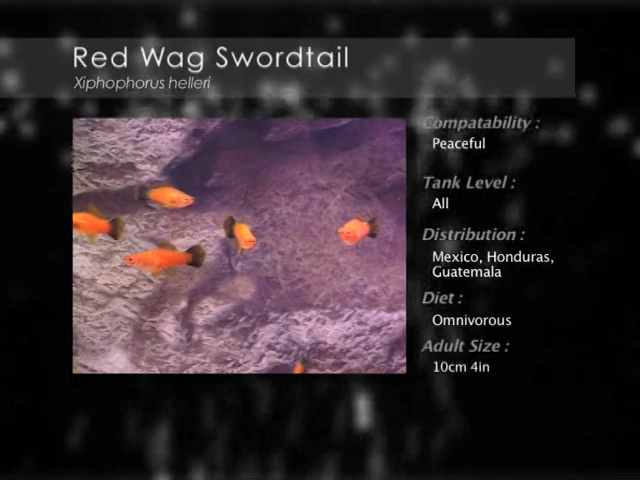 Red Wag Swordtail
Xiphophorus helleri
Compatability :
Peaceful
Tank Level :
All
Distribution :
Mexico, Honduras,
Guatemala
Diet :
Omnivorous
Adult Size :
10cm 4in